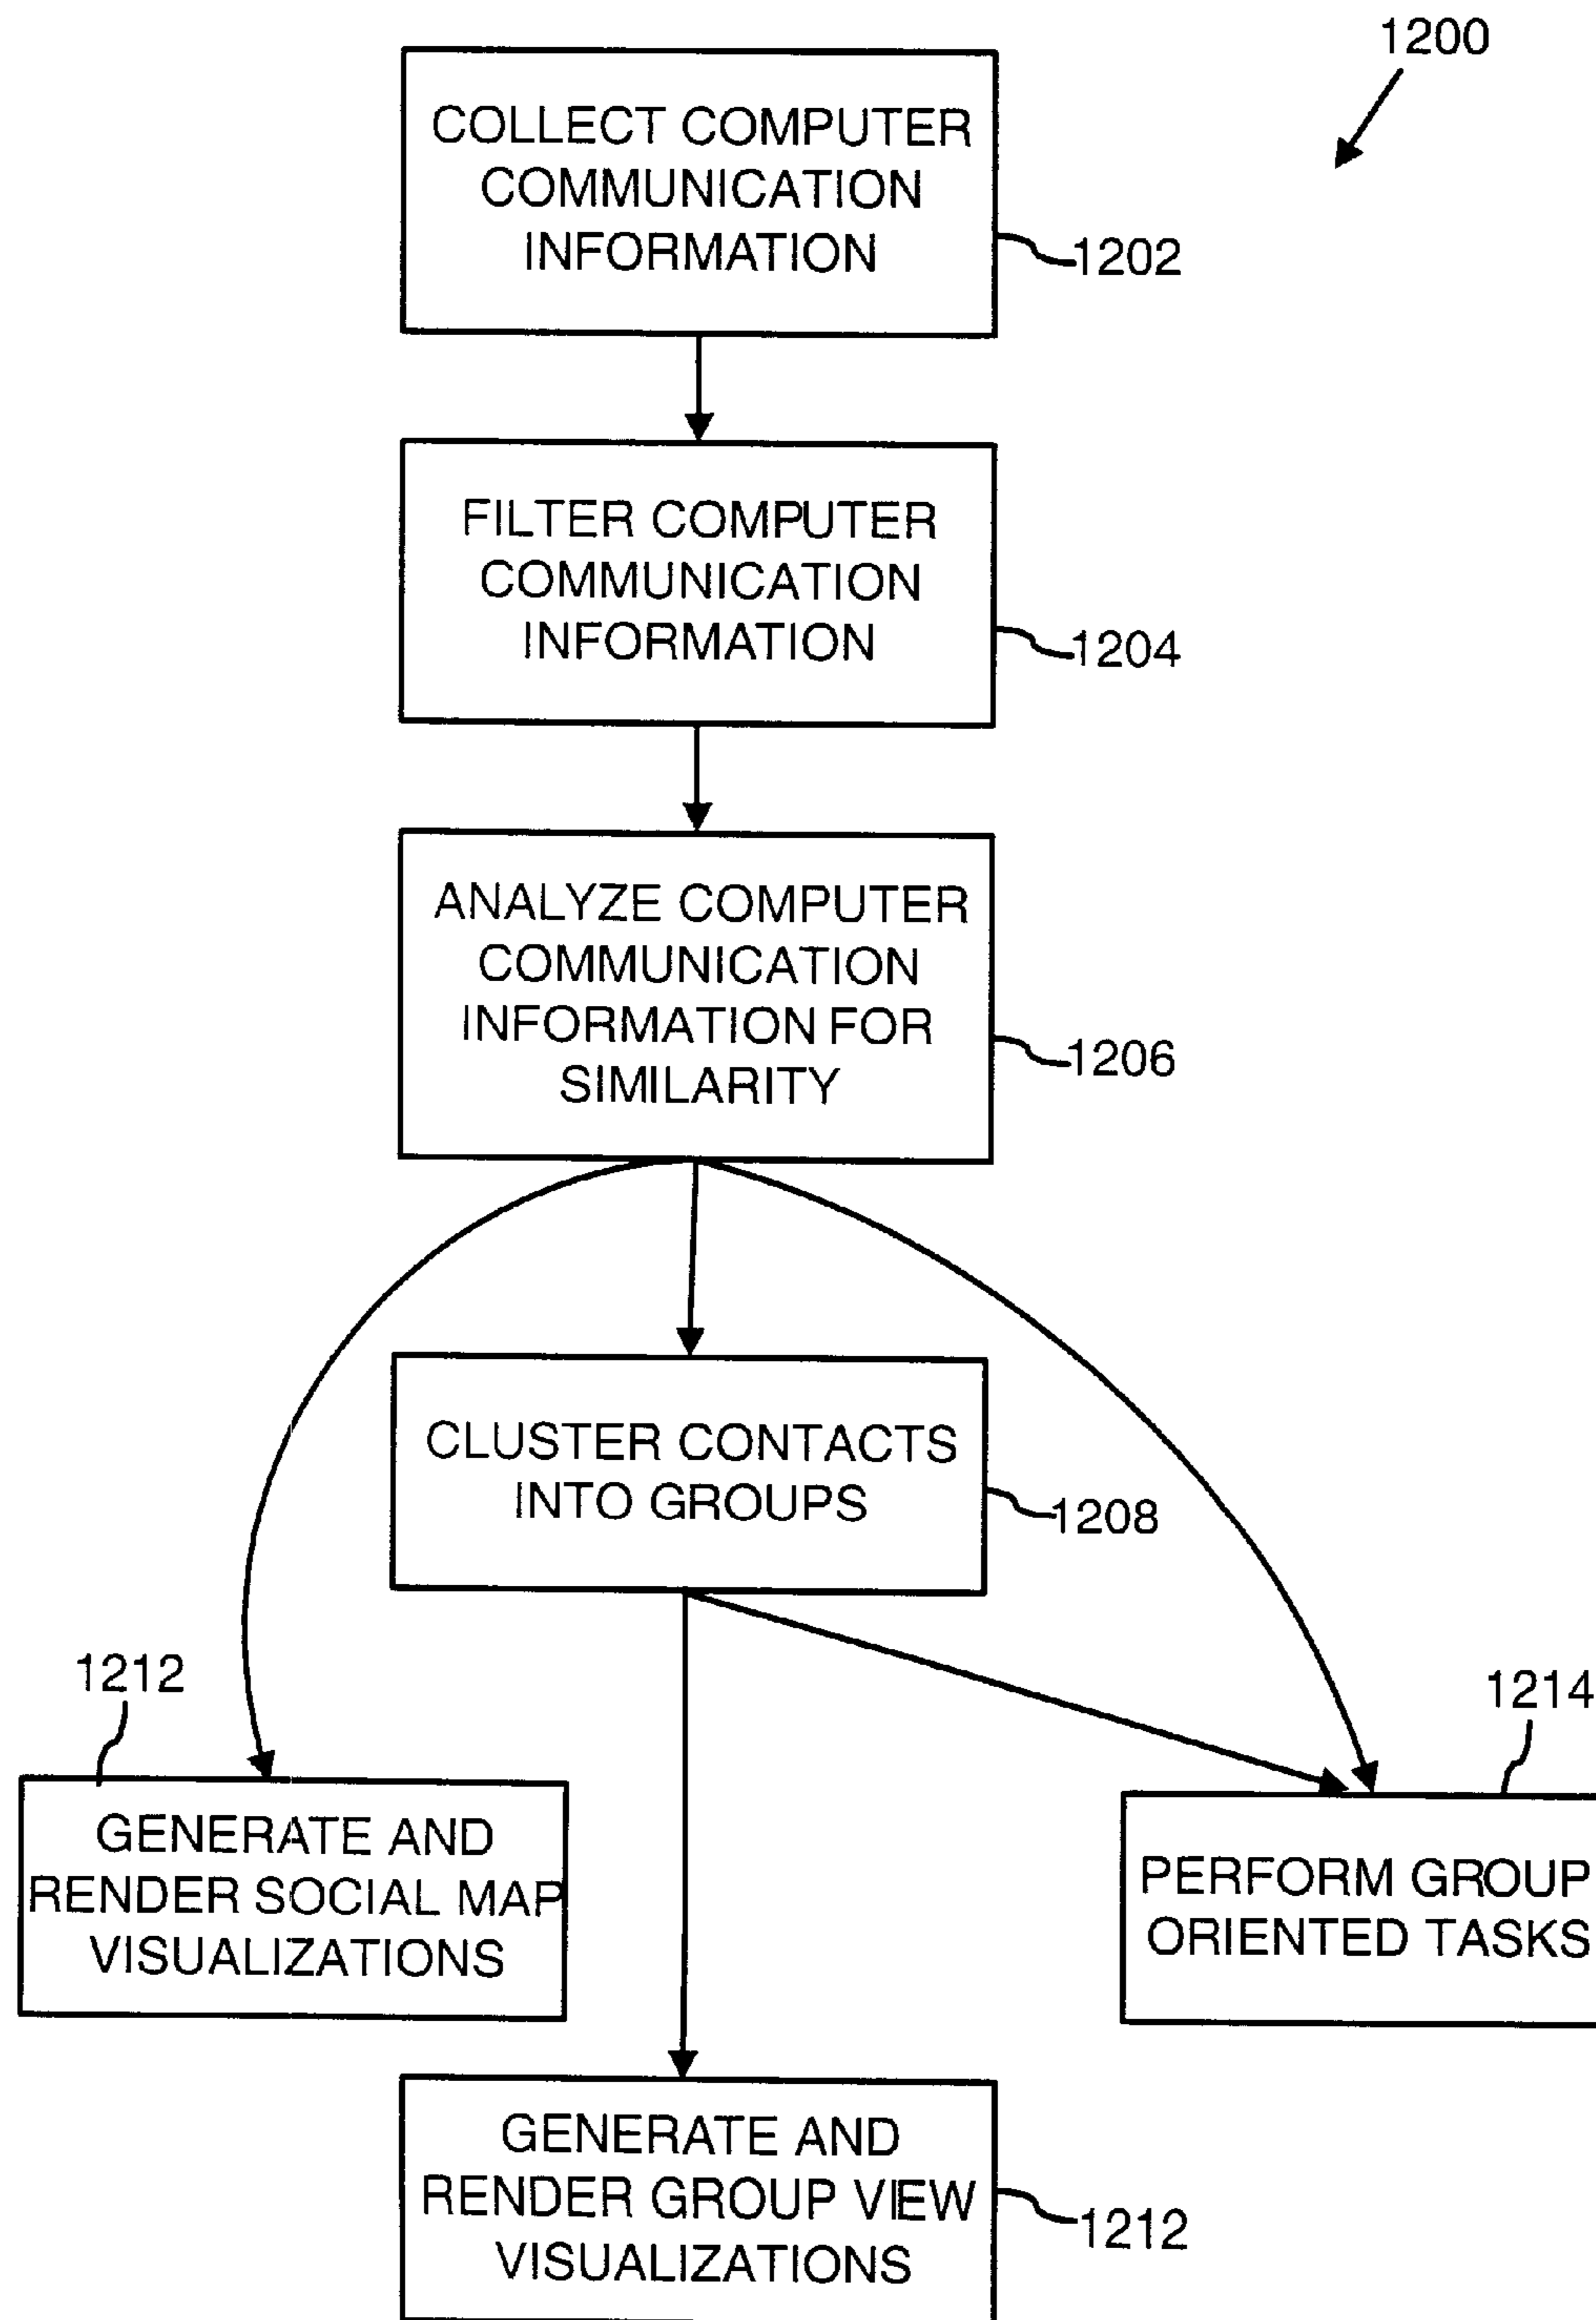 1200
COLLECT COMPUTER
COMMUNICATION
INFORMATION
1202
FILTER COMPUTER
COMMUNICATION
INFORMATION
1204
ANALYZE COMPUTER
COMMUNICATION
INFORMATION FOR
SIMILARITY
1206
CLUSTER CONTACTS
INTO GROUPS
1208
1212
GENERATE AND
RENDER SOCIAL MAP
VISUALIZATIONS
1214
PERFORM GROUP
ORIENTED TASKS
GENERATE AND
RENDER GROUP VIEW
VISUALIZATIONS
1212